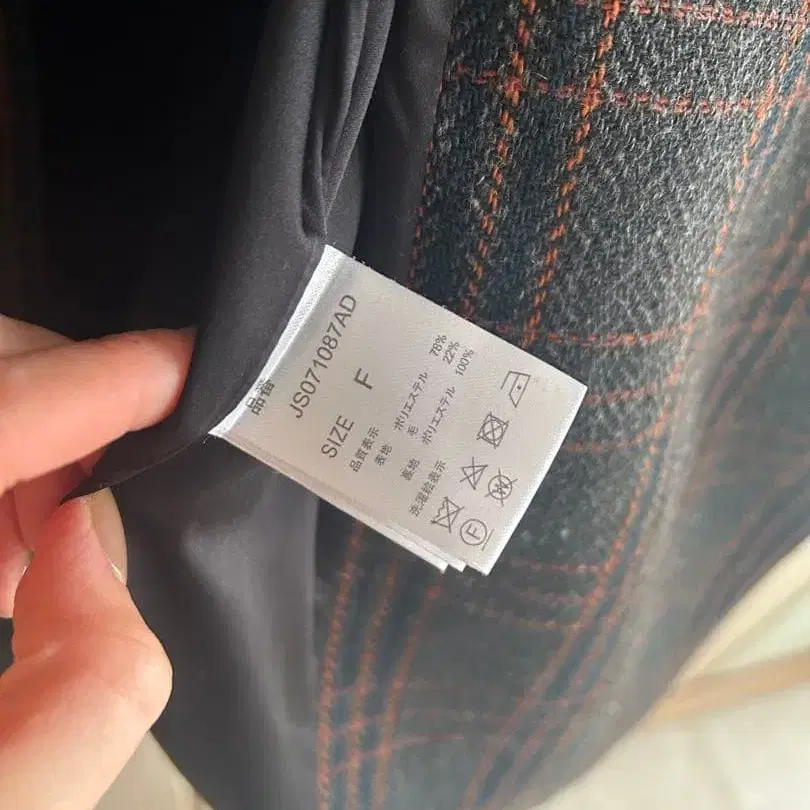 品番
JS071087AD
SIZE F
品質表示
表地 ポリエステル 78%
毛 22%
裏地 ポリエステル 100%
洗濯絵表示
W
F